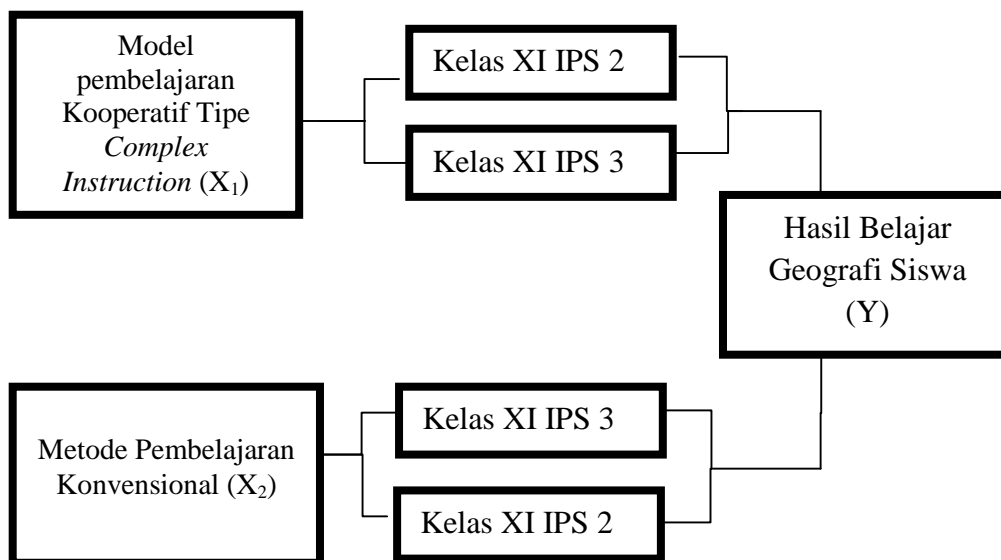 Model
pembelajaran
Kooperatif Tipe
Complex
Instruction (X₁)
Kelas XI IPS 2
Kelas XI IPS 3
Hasil Belajar
Geografi Siswa
(Y)
Metode Pembelajaran
Konvensional (X₂)
Kelas XI IPS 3
Kelas XI IPS 2